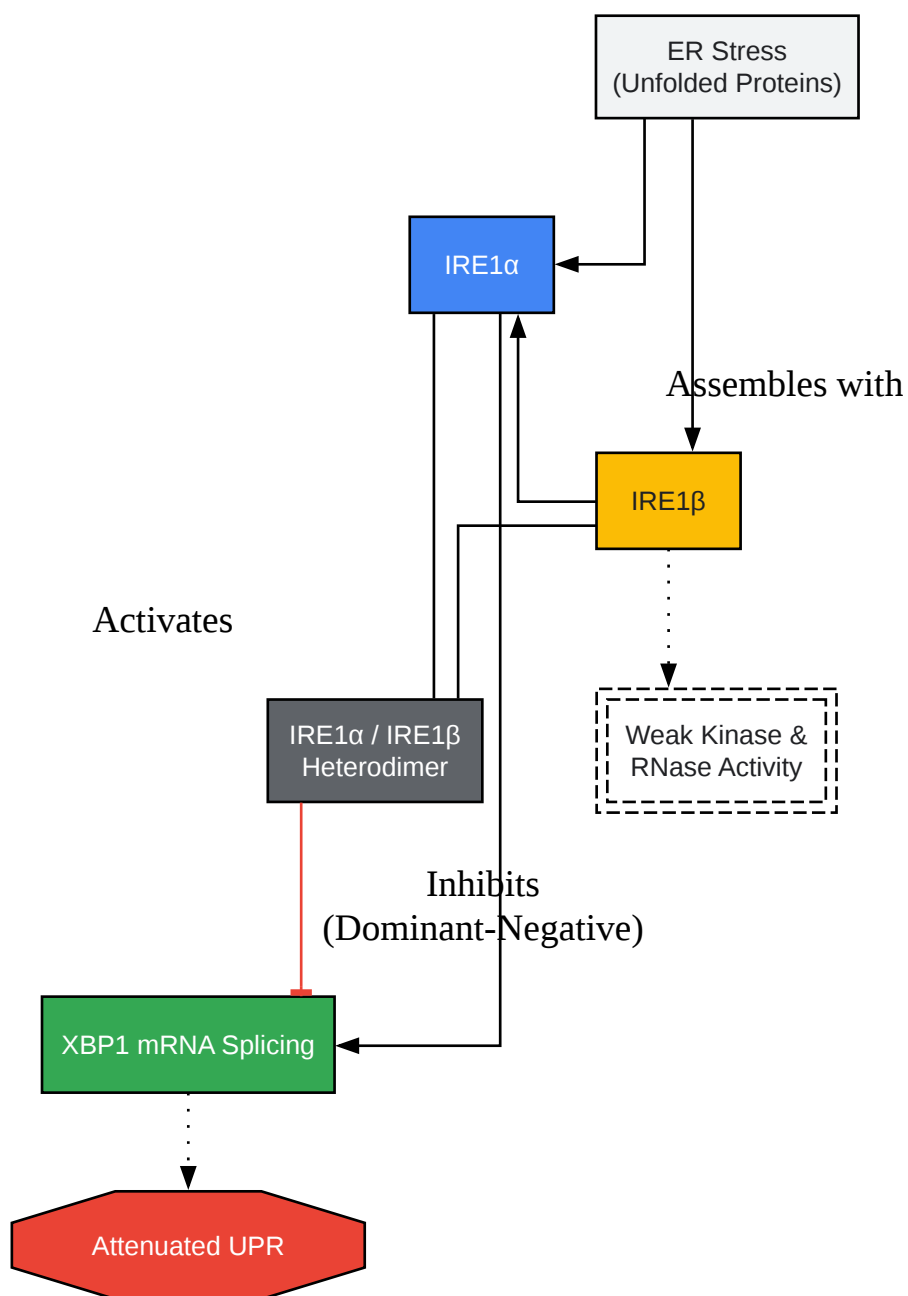 ER Stress
(Unfolded Proteins)
IRE1α
Assembles with
IRE1β
Activates
IRE1α / IRE1β
Heterodimer
Weak Kinase &
RNase Activity
Inhibits
(Dominant-Negative)
XBP1 mRNA Splicing
Attenuated UPR